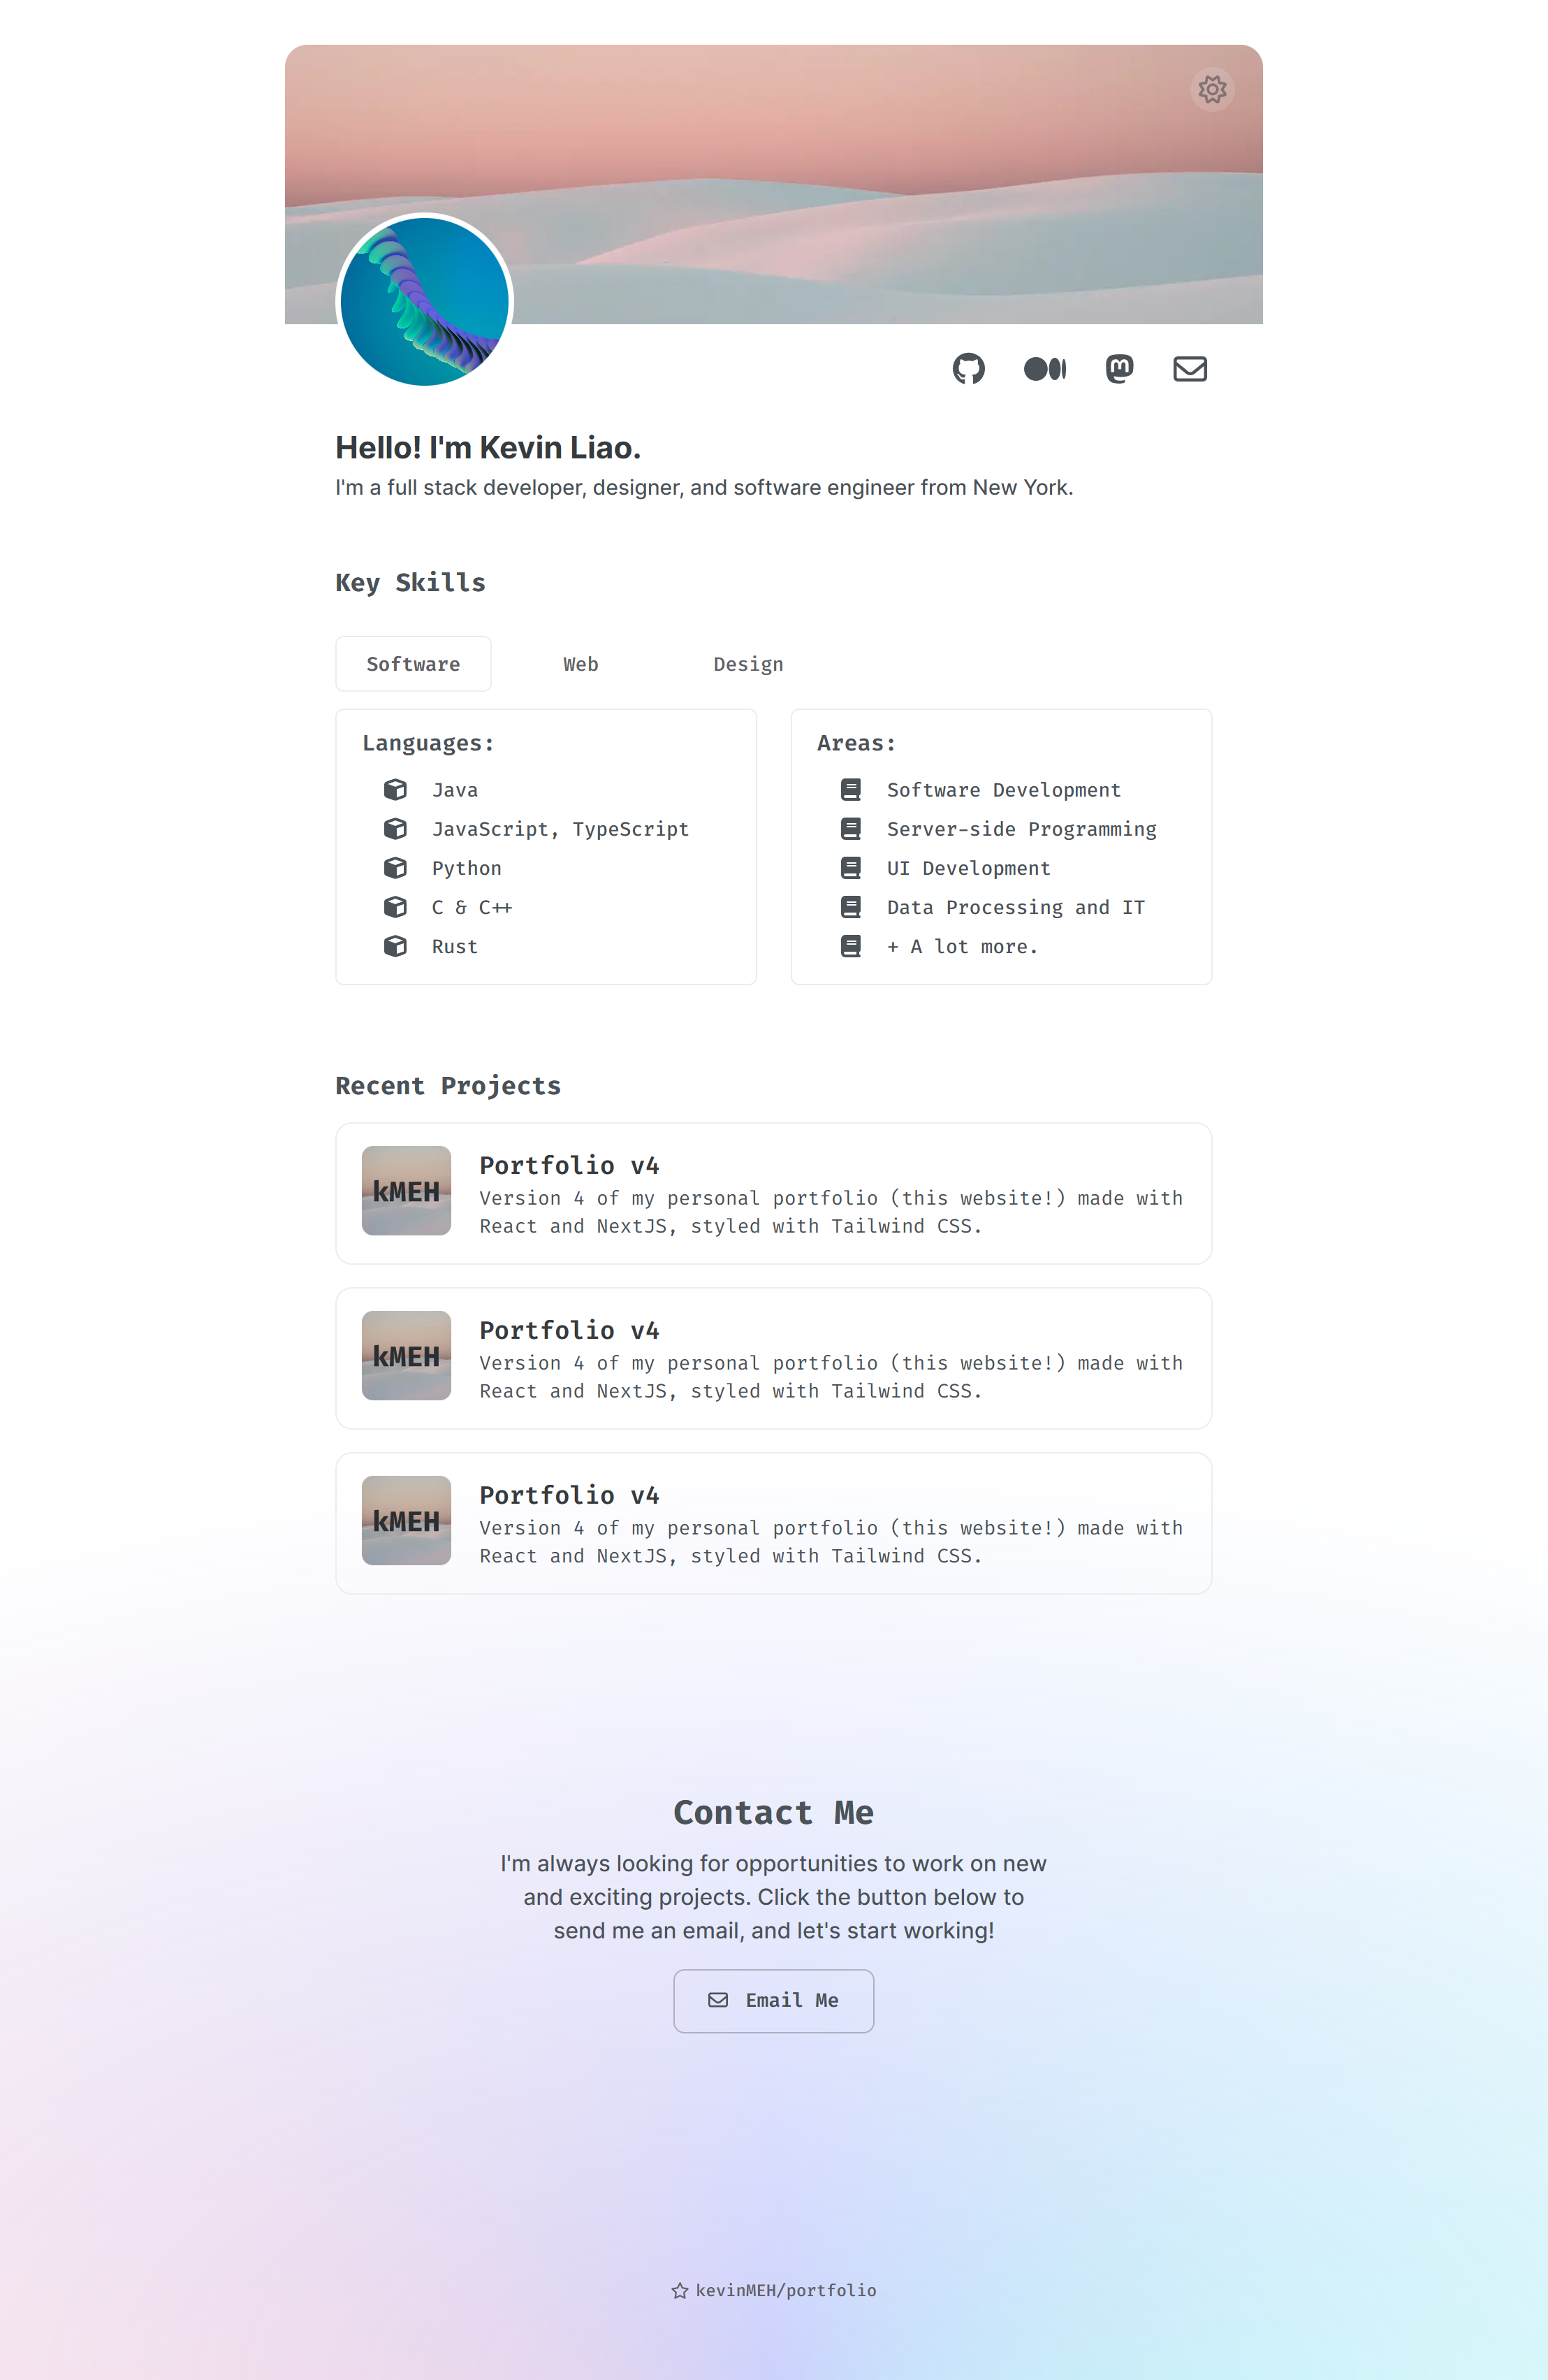 Hello! I'm Kevin Liao.
I'm a full stack developer, designer, and software engineer from New York.
Key Skills
Software
Web
Design
Languages:
Java
JavaScript, TypeScript
Python
C & C++
Rust
Areas:
Software Development
Server-side Programming
UI Development
Data Processing and IT
+ A lot more.
Recent Projects
kMEH
Portfolio v4
Version 4 of my personal portfolio (this website!) made with
React and NextJS, styled with Tailwind CSS.
kMEH
Portfolio v4
Version 4 of my personal portfolio (this website!) made with
React and NextJS, styled with Tailwind CSS.
kMEH
Portfolio v4
Version 4 of my personal portfolio (this website!) made with
React and NextJS, styled with Tailwind CSS.
Contact Me
I'm always looking for opportunities to work on new
and exciting projects. Click the button below to
send me an email, and let's start working!
Email Me
kevinMEH/portfolio